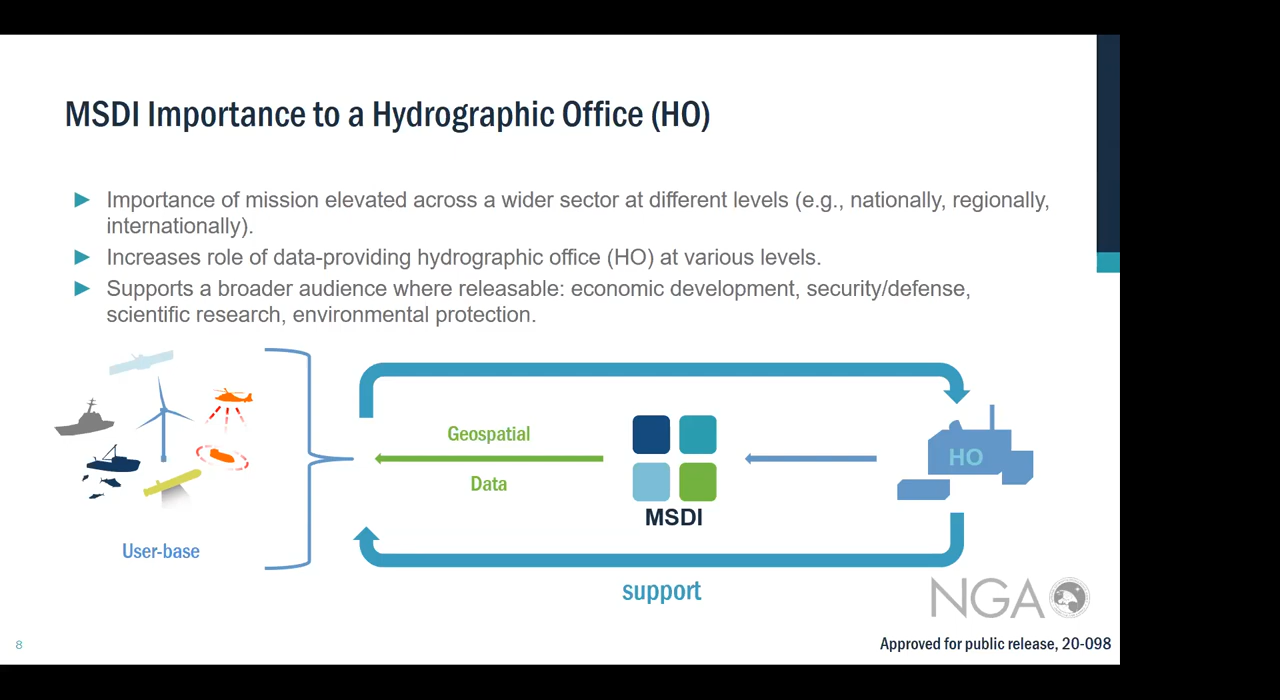 MSDI Importance to a Hydrographic Office (HO)
Importance of mission elevated across a wider sector at different levels (e.g., nationally, regionally,
internationally).
Increases role of data-providing hydrographic office (HO) at various levels.
Supports a broader audience where releasable: economic development, security/defense,
scientific research, environmental protection.
Geospatial
Data
MSDI
HO
User-base
support
NGA
8
Approved for public release, 20-098